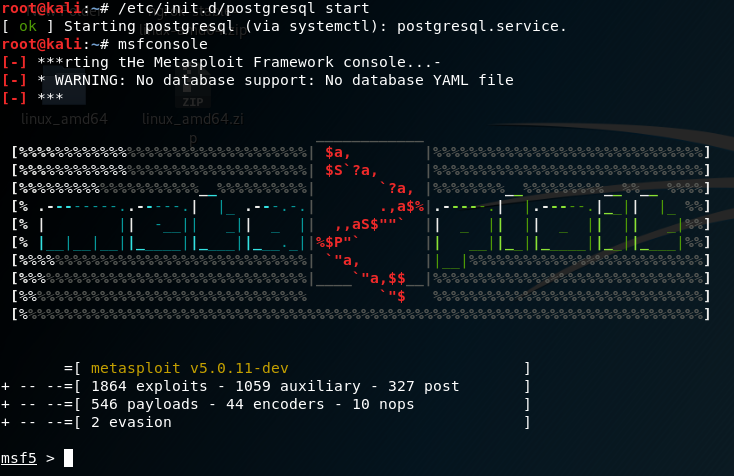 root@kali:~# /etc/init.d/postgresql start
[ ok ] Starting postgresql (via systemctl): postgresql.service.
root@kali:~# msfconsole
[-] ***rting tHe Metasploit Framework console...-
[-] * WARNING: No database support: No database YAML file
[-] ***
ZIP
linux_amd64 linux_amd64.zi
p
metasploit
=[ metasploit v5.0.11-dev ]
+ -- --=[ 1864 exploits - 1059 auxiliary - 327 post ]
+ -- --=[ 546 payloads - 44 encoders - 10 nops ]
+ -- --=[ 2 evasion ]
msf5 >